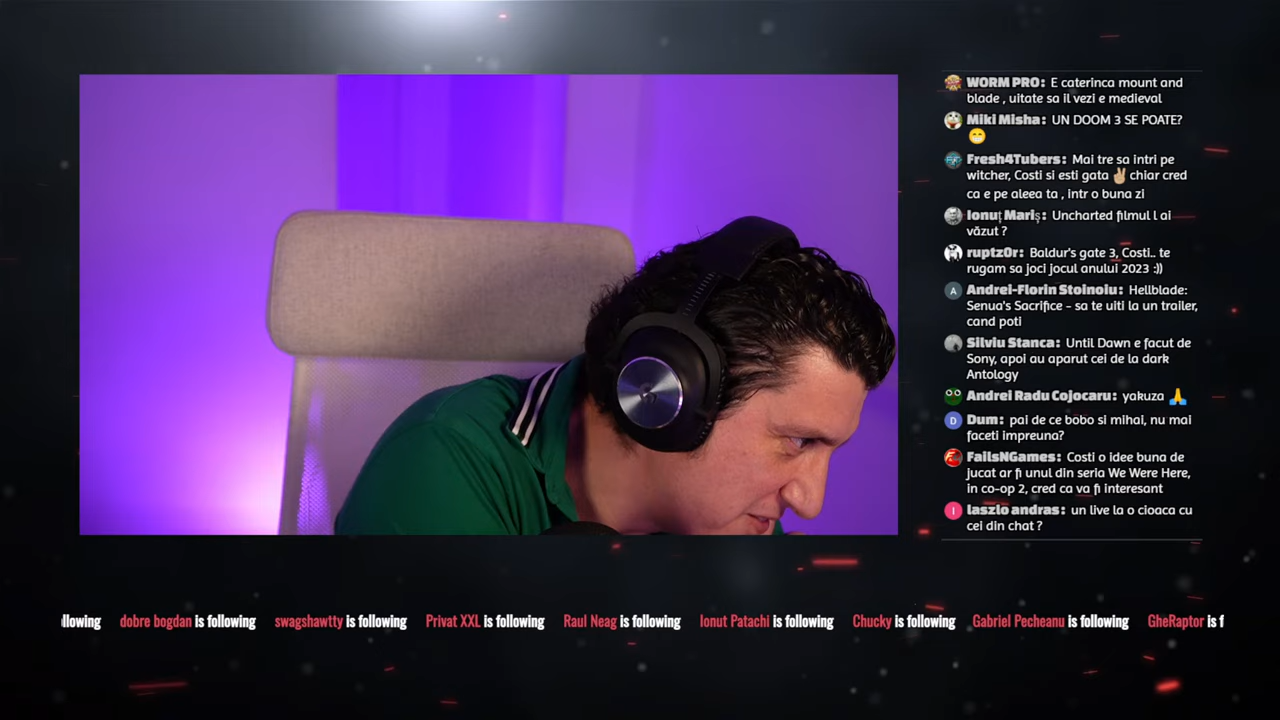 WORM PRO: E caterinca mount and
blade , uitate sa il vezi e medieval
Miki Misha: UN DOOM 3 SE POATE?
😁
Fresh4Tubers: Mai tre sa intri pe
witcher, Costi si esti gata ✌🏼 chiar cred
ca e pe aleea ta , intr o buna zi
Ionuț Mariș: Uncharted filmul l ai
văzut ?
ruptz0r: Baldur's gate 3, Costi.. te
rugam sa joci jocul anului 2023 :))
A Andrei-Florin Stoinoiu: Hellblade:
Senua's Sacrifice - sa te uiti la un trailer,
cand poti
Silviu Stanca: Until Dawn e facut de
Sony, apoi au aparut cei de la dark
Antology
Andrei Radu Cojocaru: yakuza 🙏
D Dum: pai de ce bobo si mihai, nu mai
faceti impreuna?
FailsNGames: Costi o idee buna de
jucat ar fi unul din seria We Were Here,
in co-op 2, cred ca va fi interesant
l laszlo andras: un live la o cioaca cu
cei din chat ?
llowing dobre bogdan is following swagshawtty is following Privat XXL is following Raul Neag is following Ionut Patachi is following Chucky is following Gabriel Pecheanu is following GheRaptor is f